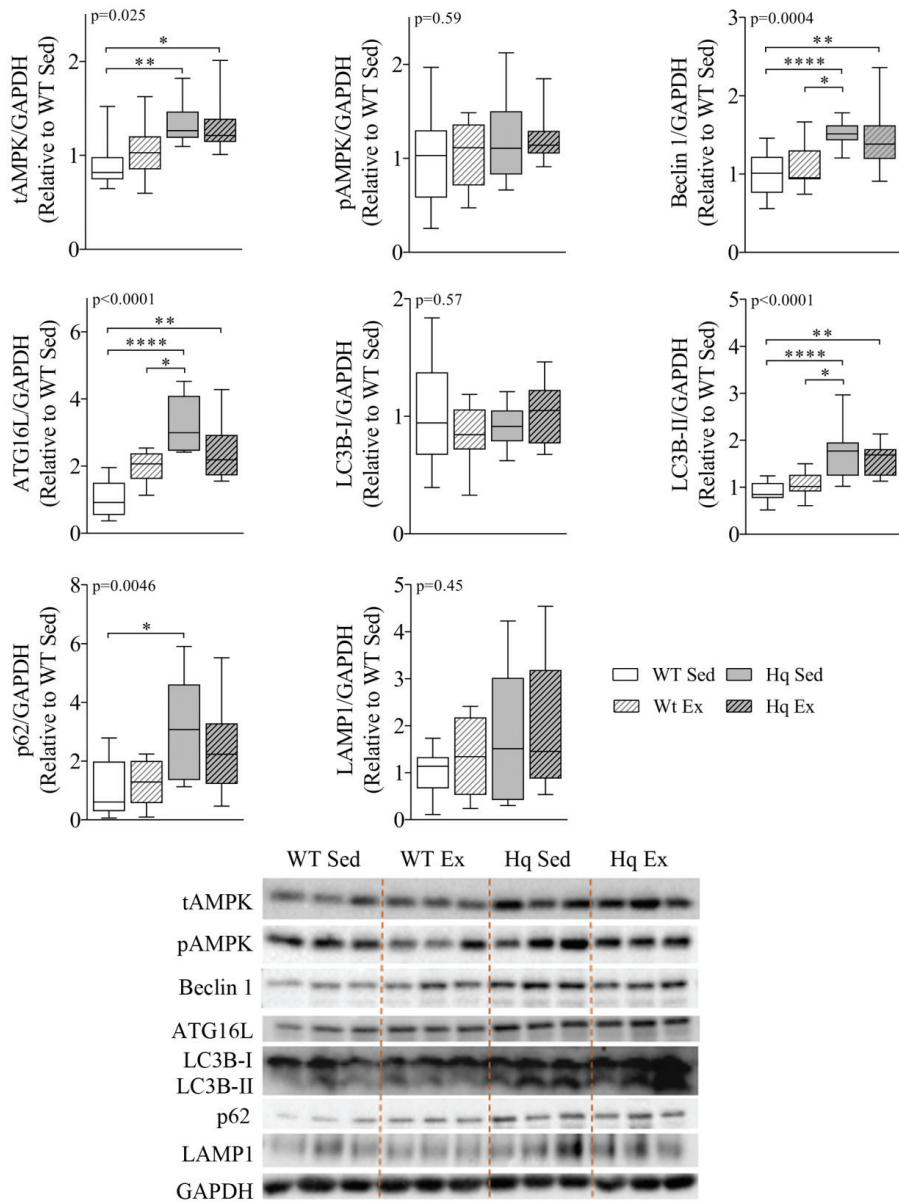 p=0.025
tAMPK/GAPDH
(Relative to WT Sed)
2
1
0
*
**
p=0.59
pAMPK/GAPDH
(Relative to WT Sed)
2
1
0
p=0.0004
Beclin 1/GAPDH
(Relative to WT Sed)
3
2
1
0
**
****
*
p<0.0001
ATG16L/GAPDH
(Relative to WT Sed)
6
4
2
0
**
****
*
p=0.57
LC3B-I/GAPDH
(Relative to WT Sed)
2
1
0
p<0.0001
LC3B-II/GAPDH
(Relative to WT Sed)
5
4
3
2
1
0
**
****
*
p=0.0046
p62/GAPDH
(Relative to WT Sed)
8
6
4
2
0
*
p=0.45
LAMP1/GAPDH
(Relative to WT Sed)
5
4
3
2
1
0
WT Sed
Hq Sed
Wt Ex
Hq Ex
WT Sed WT Ex Hq Sed Hq Ex
tAMPK
pAMPK
Beclin 1
ATG16L
LC3B-I
LC3B-II
p62
LAMP1
GAPDH